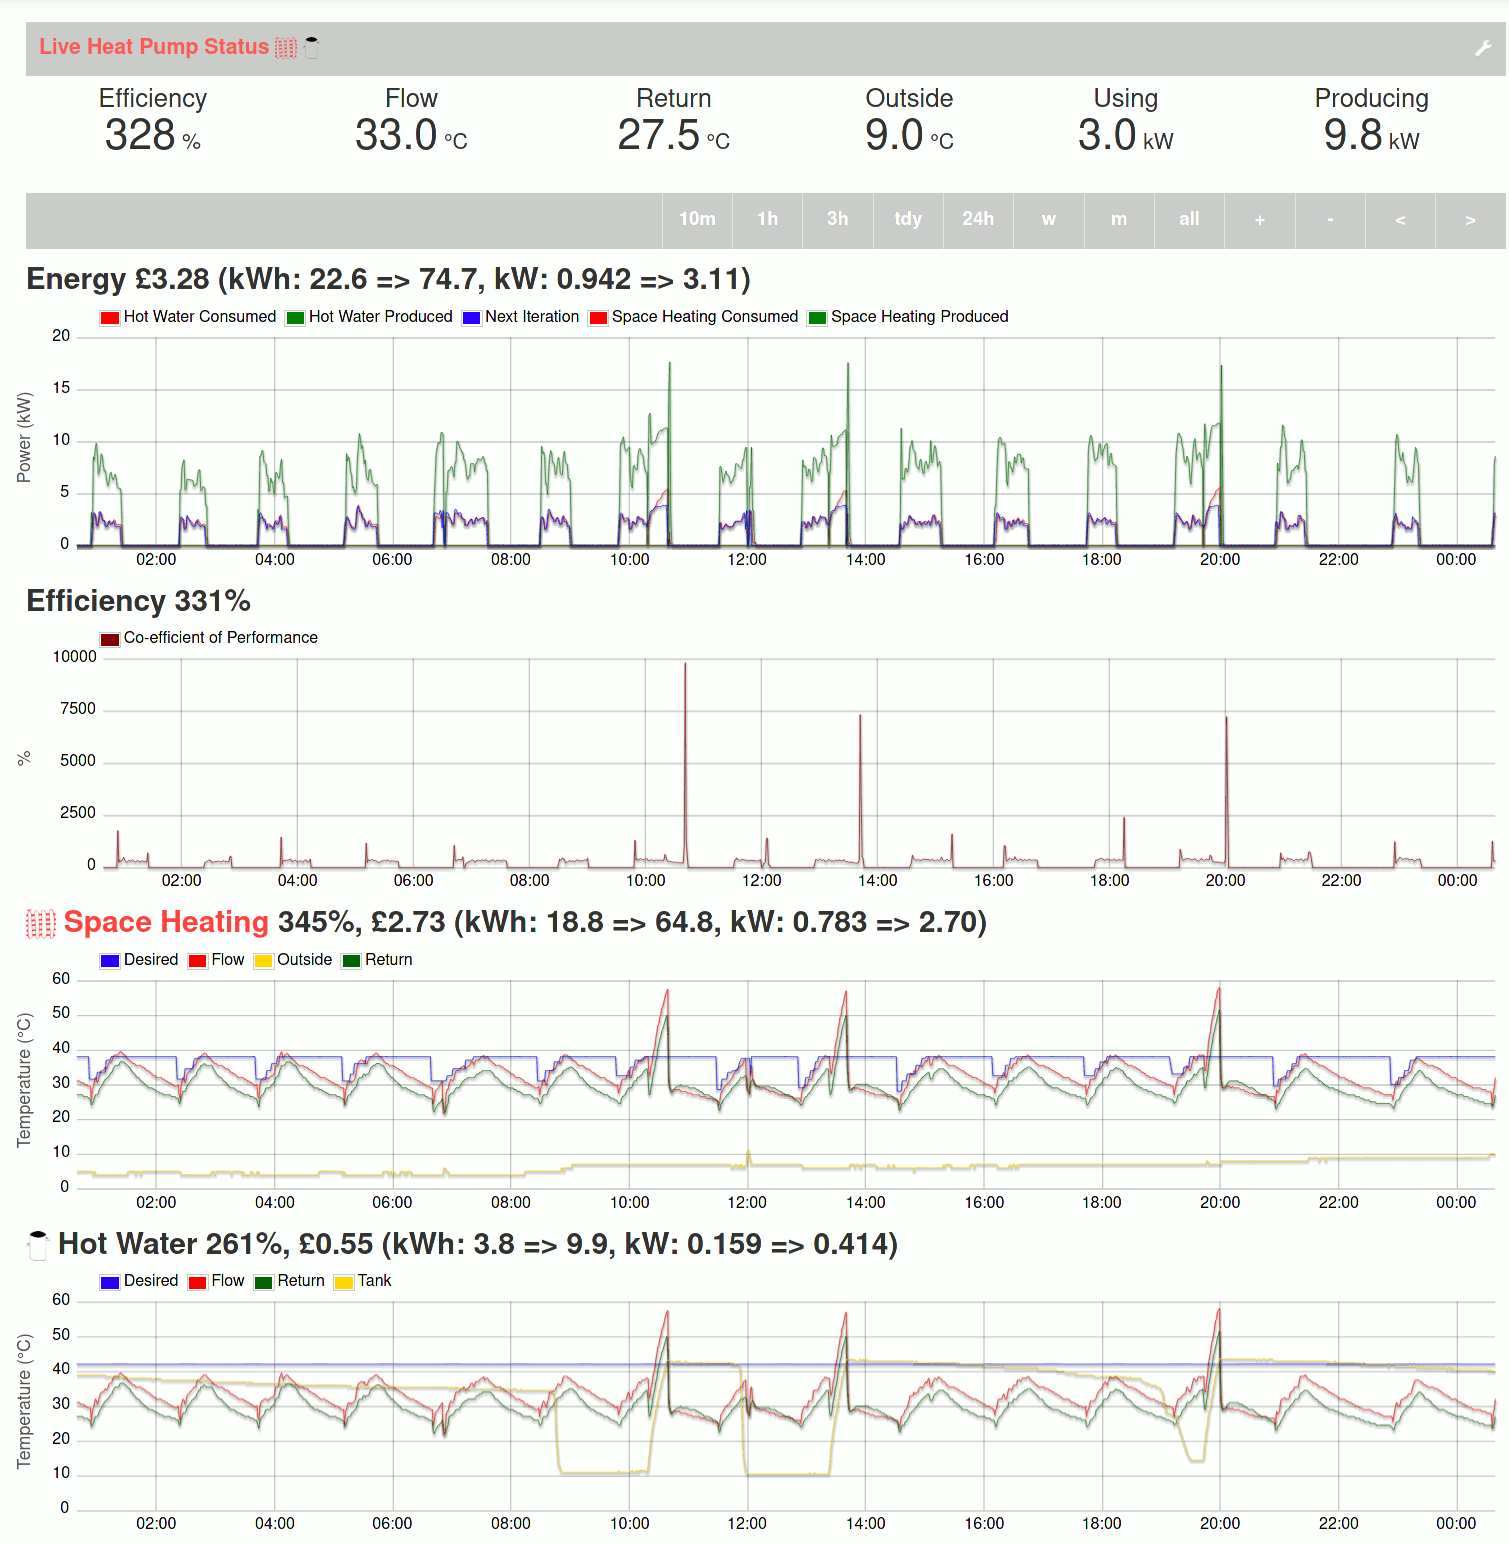 Live Heat Pump Status
Efficiency Flow Return Outside Using Producing
328 % 33.0 °C 27.5 °C 9.0 °C 3.0 kW 9.8 kW
10m 1h 3h tdy 24h w m all + - < >
Energy £3.28 (kWh: 22.6 => 74.7, kW: 0.942 => 3.11)
Hot Water Consumed Hot Water Produced Next Iteration Space Heating Consumed Space Heating Produced
20
15
10
5
0
Power (kW)
02:00 04:00 06:00 08:00 10:00 12:00 14:00 16:00 18:00 20:00 22:00 00:00
Efficiency 331%
Co-efficient of Performance
10000
7500
5000
2500
0
%
02:00 04:00 06:00 08:00 10:00 12:00 14:00 16:00 18:00 20:00 22:00 00:00
Space Heating 345%, £2.73 (kWh: 18.8 => 64.8, kW: 0.783 => 2.70)
Desired Flow Outside Return
60
50
40
30
20
10
0
Temperature (°C)
02:00 04:00 06:00 08:00 10:00 12:00 14:00 16:00 18:00 20:00 22:00 00:00
Hot Water 261%, £0.55 (kWh: 3.8 => 9.9, kW: 0.159 => 0.414)
Desired Flow Return Tank
60
50
40
30
20
10
0
Temperature (°C)
02:00 04:00 06:00 08:00 10:00 12:00 14:00 16:00 18:00 20:00 22:00 00:00